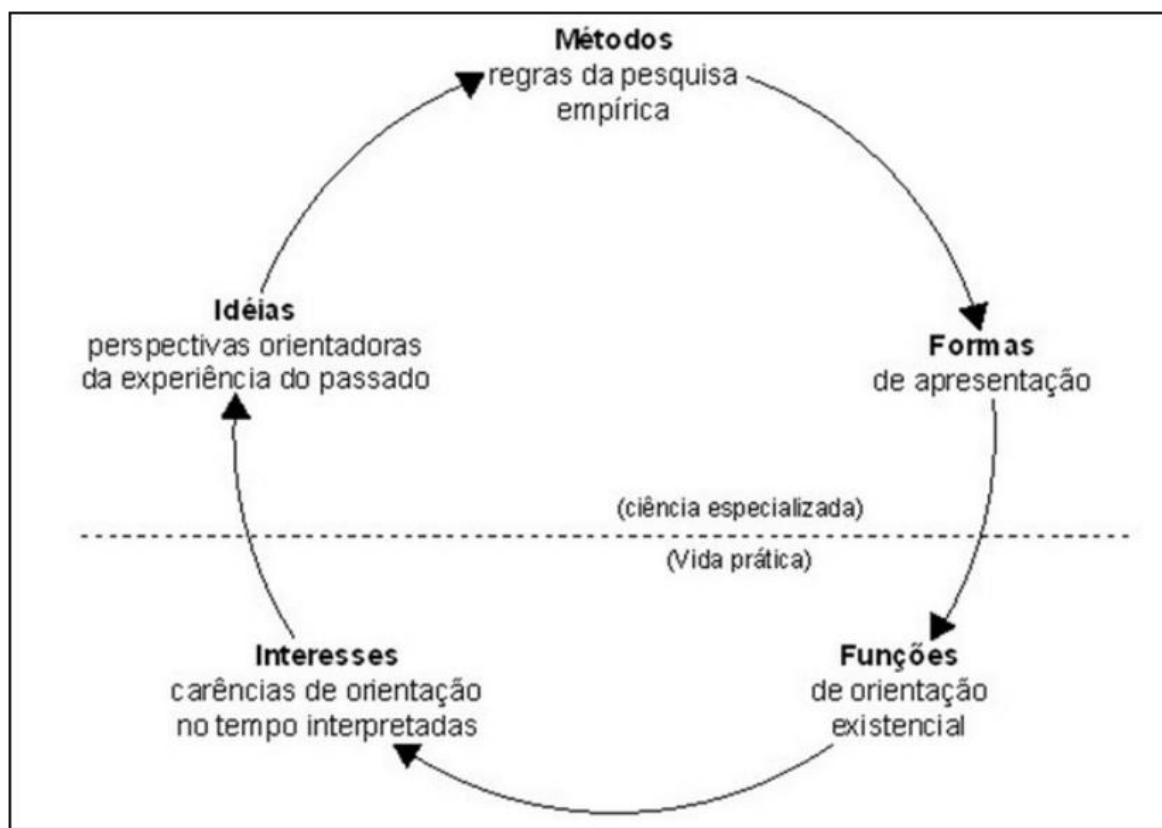 Métodos
regras da pesquisa
empírica
Idéias
perspectivas orientadoras
da experiência do passado
Formas
de apresentação
(ciência especializada)
(Vida prática)
Interesses
carências de orientação
no tempo interpretadas
Funções
de orientação
existencial